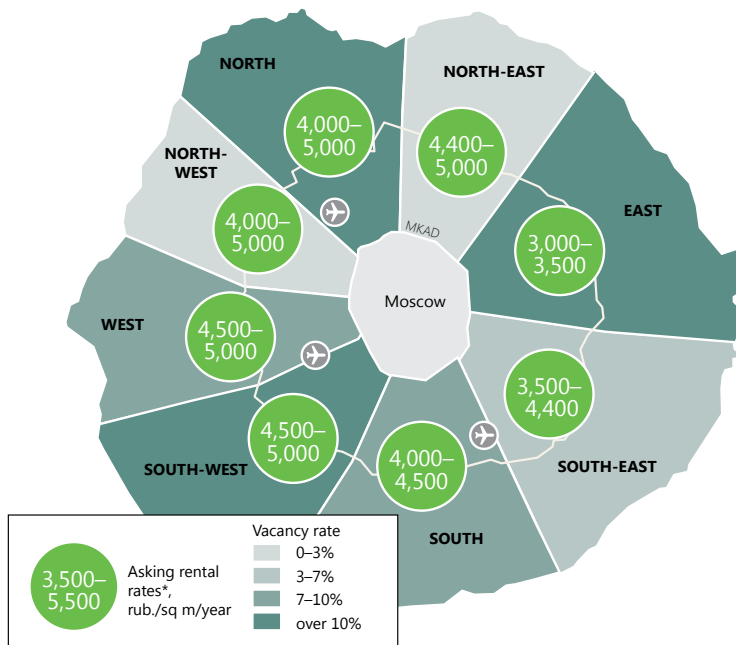 NORTH
NORTH-EAST
4,000–
5,000
4,400–
5,000
NORTH-
WEST
EAST
4,000–
5,000
MKAD
3,000–
3,500
Moscow
WEST
4,500–
5,000
3,500–
4,400
4,500–
5,000
4,000–
4,500
SOUTH-WEST
SOUTH-EAST
SOUTH
3,500–
5,500
Asking rental
rates*,
rub./sq m/year
Vacancy rate
0–3%
3–7%
7–10%
over 10%